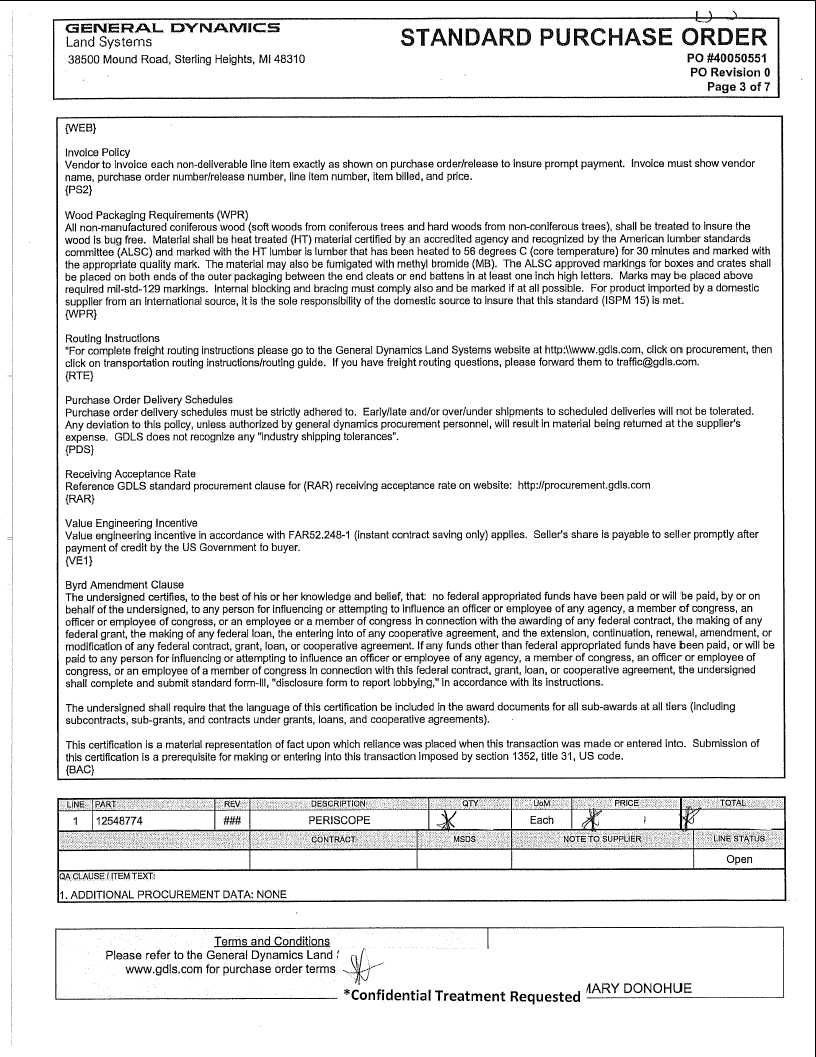 GENERAL DYNAMICS
Land Systems
38500 Mound Road, Sterling Heights, MI 48310
STANDARD PURCHASE ORDER
PO #40050551
PO Revision 0
Page 3 of 7
{WEB}
Invoice Policy
Vendor to invoice each non-deliverable line item exactly as shown on purchase order/release to insure prompt payment. Invoice must show vendor
name, purchase order number/release number, line item number, item billed, and price.
{PS2}
Wood Packaging Requirements (WPR)
All non-manufactured coniferous wood (soft woods from coniferous trees and hard woods from non-coniferous trees), shall be treated to insure the
wood is bug free. Material shall be heat treated (HT) material certified by an accredited agency and recognized by the American lumber standards
committee (ALSC) and marked with the HT lumber is lumber that has been heated to 56 degrees C (core temperature) for 30 minutes and marked with
the appropriate quality mark. The material may also be fumigated with methyl bromide (MB). The ALSC approved markings for boxes and crates shall
be placed on both ends of the outer packaging between the end cleats or end battens in at least one inch high letters. Marks may be placed above
required mil-std-129 markings. Internal blocking and bracing must comply also and be marked if at all possible. For product imported by a domestic
supplier from an international source, it is the sole responsibility of the domestic source to insure that this standard (ISPM 15) is met.
{WPR}
Routing Instructions
"For complete freight routing instructions please go to the General Dynamics Land Systems website at http:\\www.gdls.com, click on procurement, then
click on transportation routing instructions/routing guide. If you have freight routing questions, please forward them to traffic@gdls.com.
{RTE}
Purchase Order Delivery Schedules
Purchase order delivery schedules must be strictly adhered to. Early/late and/or over/under shipments to scheduled deliveries will not be tolerated.
Any deviation to this policy, unless authorized by general dynamics procurement personnel, will result in material being returned at the supplier's
expense. GDLS does not recognize any "industry shipping tolerances".
{PDS}
Receiving Acceptance Rate
Reference GDLS standard procurement clause for (RAR) receiving acceptance rate on website: http://procurement.gdls.com
{RAR}
Value Engineering Incentive
Value engineering incentive in accordance with FAR52.248-1 (instant contract saving only) applies. Seller's share is payable to seller promptly after
payment of credit by the US Government to buyer.
{VE1}
Byrd Amendment Clause
The undersigned certifies, to the best of his or her knowledge and belief, that: no federal appropriated funds have been paid or will be paid, by or on
behalf of the undersigned, to any person for influencing or attempting to influence an officer or employee of any agency, a member of congress, an
officer or employee of congress, or an employee or a member of congress in connection with the awarding of any federal contract, the making of any
federal grant, the making of any federal loan, the entering into of any cooperative agreement, and the extension, continuation, renewal, amendment, or
modification of any federal contract, grant, loan, or cooperative agreement. If any funds other than federal appropriated funds have been paid, or will be
paid to any person for influencing or attempting to influence an officer or employee of any agency, a member of congress, an officer or employee of
congress, or an employee of a member of congress in connection with this federal contract, grant, loan, or cooperative agreement, the undersigned
shall complete and submit standard form-lll, "disclosure form to report lobbying," in accordance with its instructions.
The undersigned shall require that the language of this certification be included in the award documents for all sub-awards at all tiers (including
subcontracts, sub-grants, and contracts under grants, loans, and cooperative agreements).
This certification is a material representation of fact upon which reliance was placed when this transaction was made or entered into. Submission of
this certification is a prerequisite for making or entering into this transaction imposed by section 1352, title 31, US code.
{BAC}
LINE PART REV DESCRIPTION QTY UoM PRICE TOTAL
1 12548774 ### PERISCOPE Each
CONTRACT MSDS NOTE TO SUPPLIER LINE STATUS
Open
QA CLAUSE / ITEM TEXT:
1. ADDITIONAL PROCUREMENT DATA: NONE
Terms and Conditions
Please refer to the General Dynamics Land
www.gdls.com for purchase order terms
*Confidential Treatment Requested
MARY DONOHUE